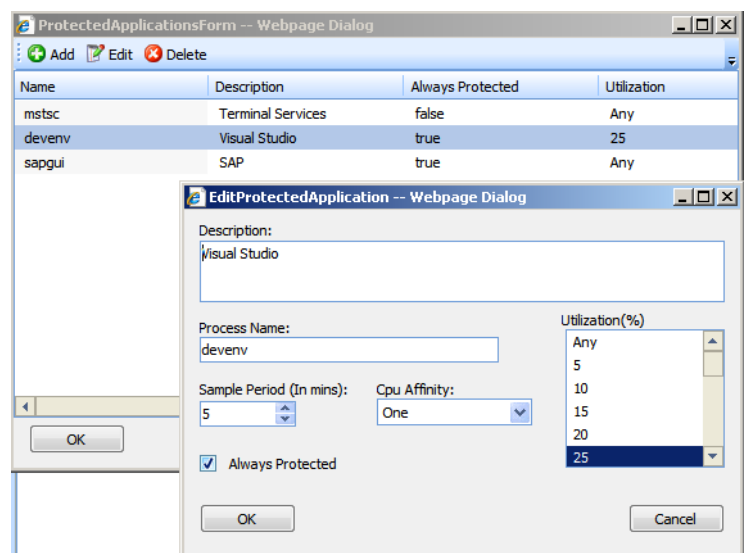 ProtectedApplicationsForm -- Webpage Dialog
Add Edit Delete
Name Description Always Protected Utilization
mstsc Terminal Services false Any
devenv Visual Studio true 25
sapgui SAP true Any
EditProtectedApplication -- Webpage Dialog
Description:
Visual Studio
Process Name:
devenv
Utilization(%)
Any
5
10
15
20
25
Sample Period (In mins):
5
Cpu Affinity:
One
Always Protected
OK
OK Cancel